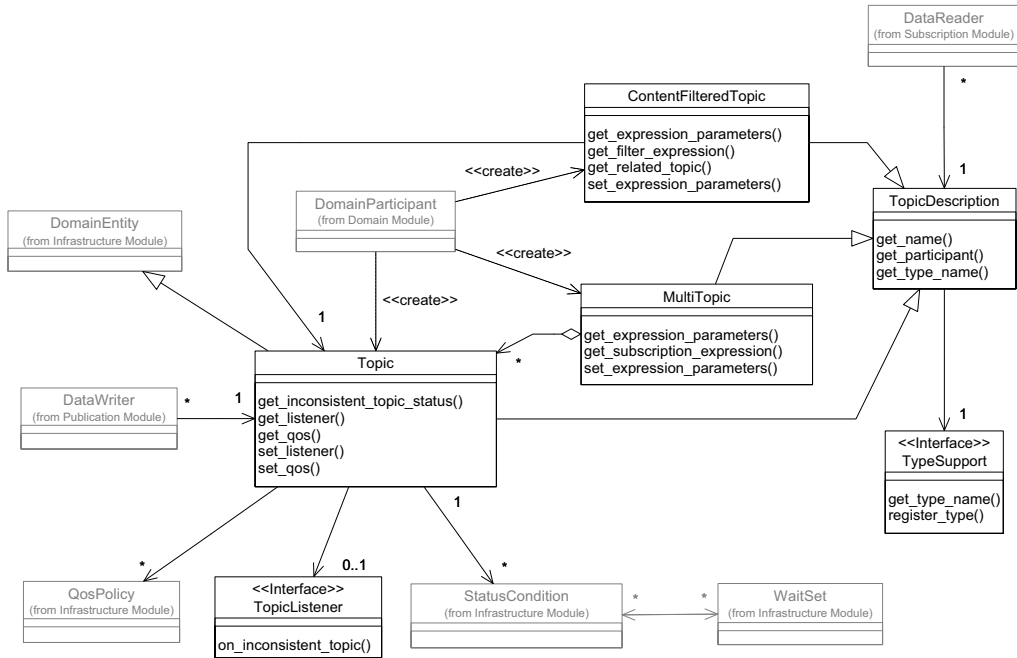 DataReader
(from Subscription Module)
*
1
ContentFilteredTopic
get_expression_parameters()
get_filter_expression()
get_related_topic()
set_expression_parameters()
<<create>>
DomainParticipant
(from Domain Module)
TopicDescription
get_name()
get_participant()
get_type_name()
DomainEntity
(from Infrastructure Module)
<<create>>
<<create>>
MultiTopic
get_expression_parameters()
get_subscription_expression()
set_expression_parameters()
1
*
Topic
get_inconsistent_topic_status()
get_listener()
get_qos()
set_listener()
set_qos()
DataWriter
(from Publication Module)
*
1
1
<<Interface>>
TypeSupport
get_type_name()
register_type()
1
*
0..1
*
QosPolicy
(from Infrastructure Module)
<<Interface>>
TopicListener
on_inconsistent_topic()
StatusCondition
(from Infrastructure Module)
*
*
WaitSet
(from Infrastructure Module)